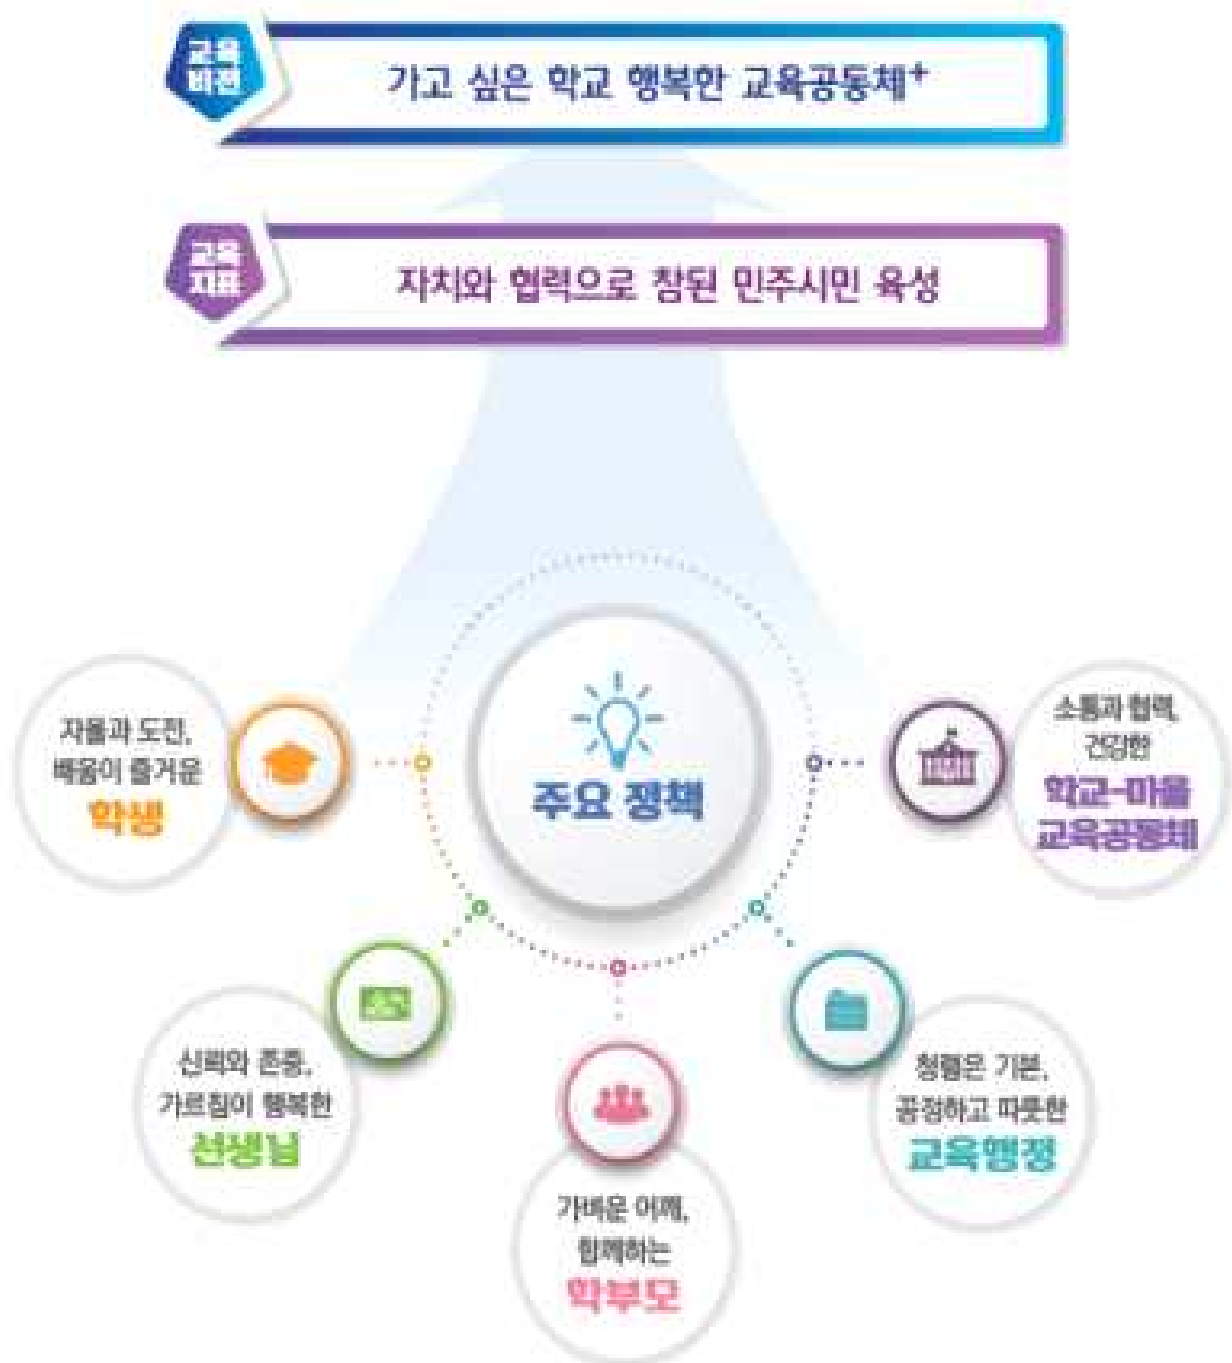 교육
비전
가고 싶은 학교 행복한 교육공동체+
교육
지표
자치와 협력으로 참된 민주시민 육성
주요 정책
자율과 도전,
배움이 즐거운
학생
신뢰와 존중,
가르침이 행복한
선생님
가벼운 어깨,
함께하는
학부모
청렴은 기본,
공정하고 따뜻한
교육행정
소통과 협력,
건강한
학교-마을
교육공동체